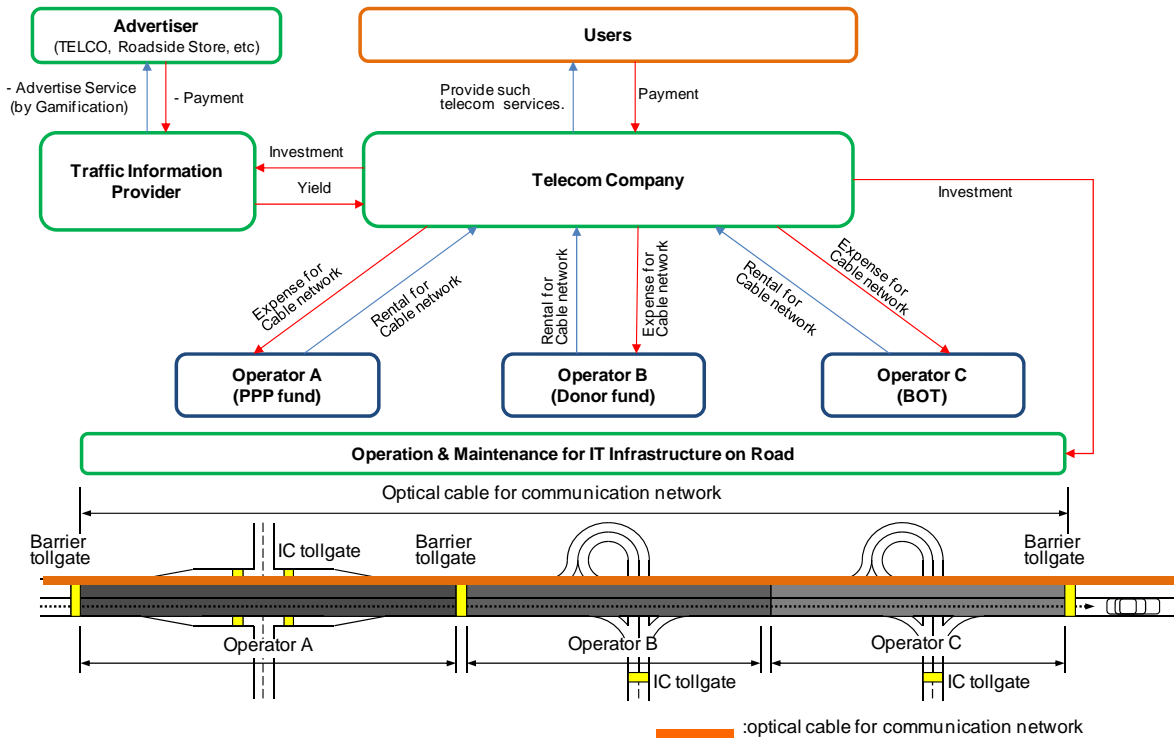 Advertiser
(TELCO, Roadside Store, etc)
Users
- Advertise Service
(by Gamification)
- Payment
Provide such
telecom services.
Payment
Traffic Information
Provider
Investment
Yield
Telecom Company
Investment
Expense for
Cable network
Rental for
Cable network
Rental for
Cable network
Expense for
Cable network
Rental for
Cable network
Expense for
Cable network
Operator A
(PPP fund)
Operator B
(Donor fund)
Operator C
(BOT)
Operation & Maintenance for IT Infrastructure on Road
Optical cable for communication network
Barrier
tollgate
IC tollgate
Barrier
tollgate
Barrier
tollgate
Operator A
Operator B
Operator C
IC tollgate
IC tollgate
:optical cable for communication network